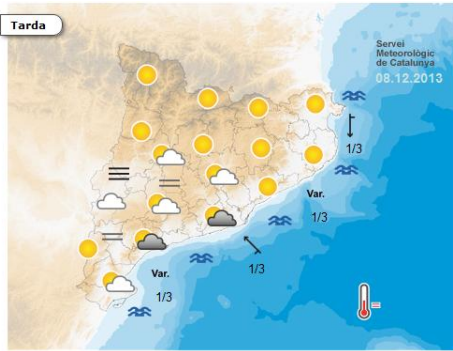 Tarda
Servei
Meteorològic
de Catalunya
08.12.2013
1/3
Var.
1/3
1/3
Var.
1/3